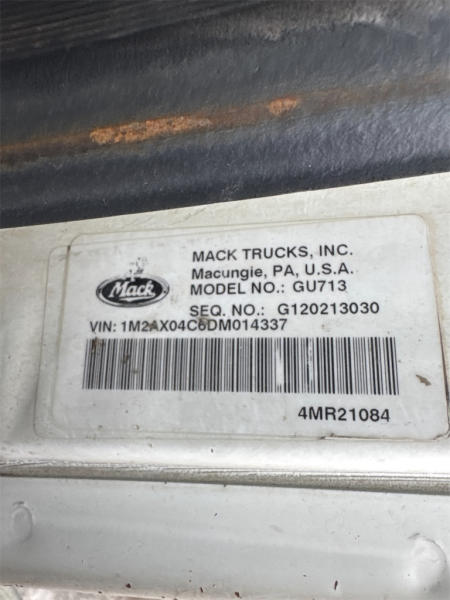 Mack
MACK TRUCKS, INC.
Macungie, PA, U.S.A.
MODEL NO.: GU713
SEQ. NO.: G120213030
VIN: 1M2AX04C6DM014337
4MR21084